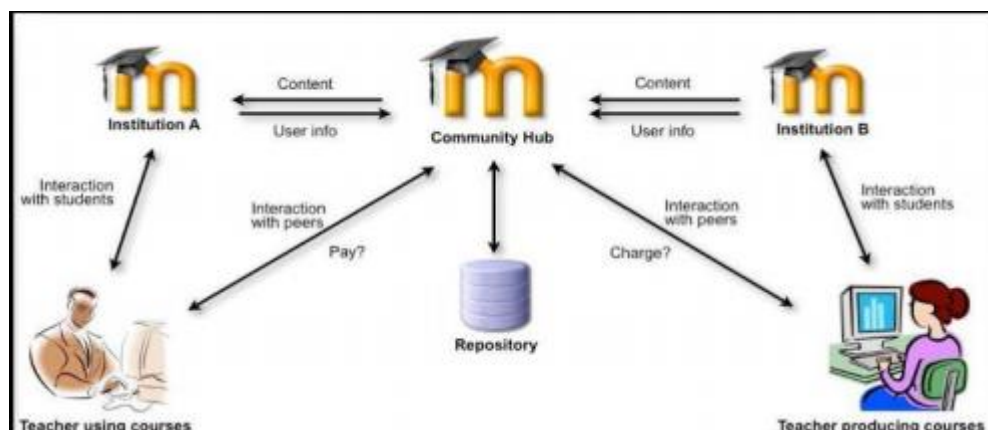 Content
Content
Institution A
User info
Community Hub
User info
Institution B
Interaction
with students
Interaction
with peers
Interaction
with peers
Interaction
with students
Pay?
Charge?
Repository
Teacher using courses
Teacher producing courses